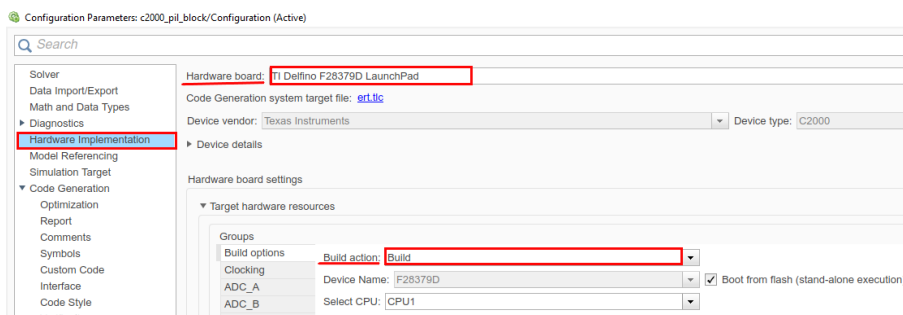 Configuration Parameters: c2000_pil_block/Configuration (Active)
Search
Solver
Data Import/Export
Math and Data Types
Diagnostics
Hardware Implementation
Model Referencing
Simulation Target
Code Generation
Optimization
Report
Comments
Symbols
Custom Code
Interface
Code Style
Hardware board: TI Delfino F28379D LaunchPad
Code Generation system target file: ert.tlc
Device vendor: Texas Instruments Device type: C2000
Device details
Hardware board settings
Target hardware resources
Groups
Build options
Clocking
ADC_A
ADC_B
Build action: Build
Device Name: F28379D Boot from flash (stand-alone execution
Select CPU: CPU1